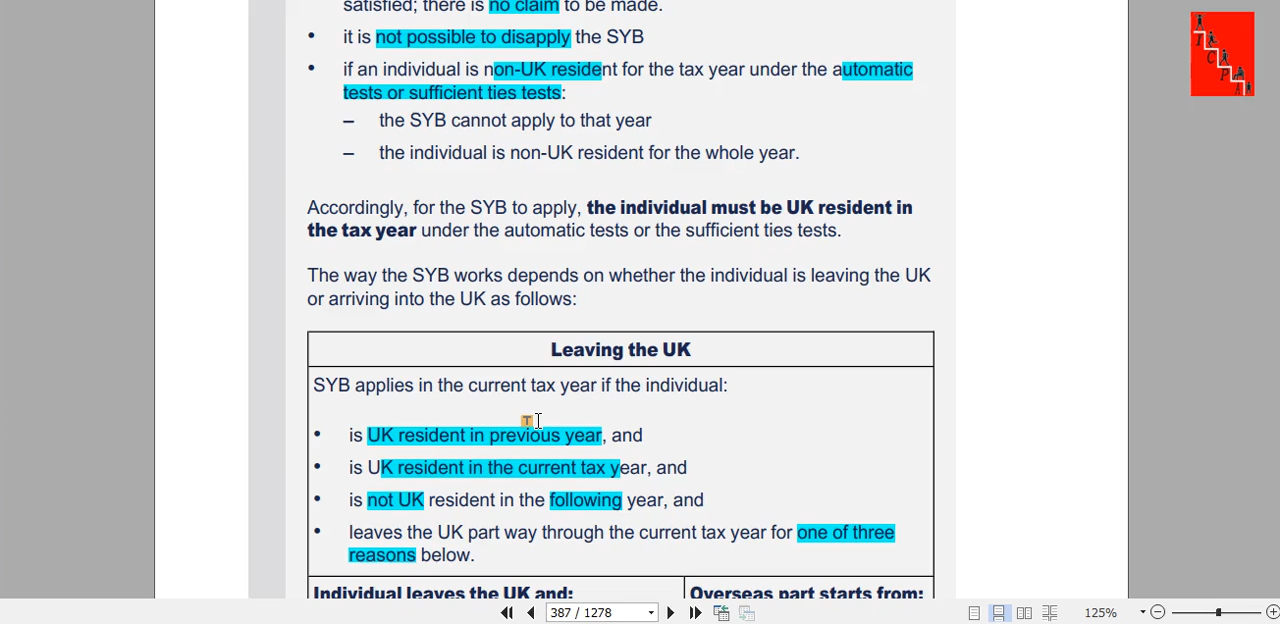 satisfied; there is no claim to be made.
• it is not possible to disapply the SYB
• if an individual is non-UK resident for the tax year under the automatic
tests or sufficient ties tests:
– the SYB cannot apply to that year
– the individual is non-UK resident for the whole year.
Accordingly, for the SYB to apply, the individual must be UK resident in
the tax year under the automatic tests or the sufficient ties tests.
The way the SYB works depends on whether the individual is leaving the UK
or arriving into the UK as follows:
Leaving the UK
SYB applies in the current tax year if the individual:
T
• is UK resident in previous year, and
• is UK resident in the current tax year, and
• is not UK resident in the following year, and
• leaves the UK part way through the current tax year for one of three
reasons below.
Individual leaves the UK and: Overseas part starts from:
387 / 1278
125%
T
C
P
A